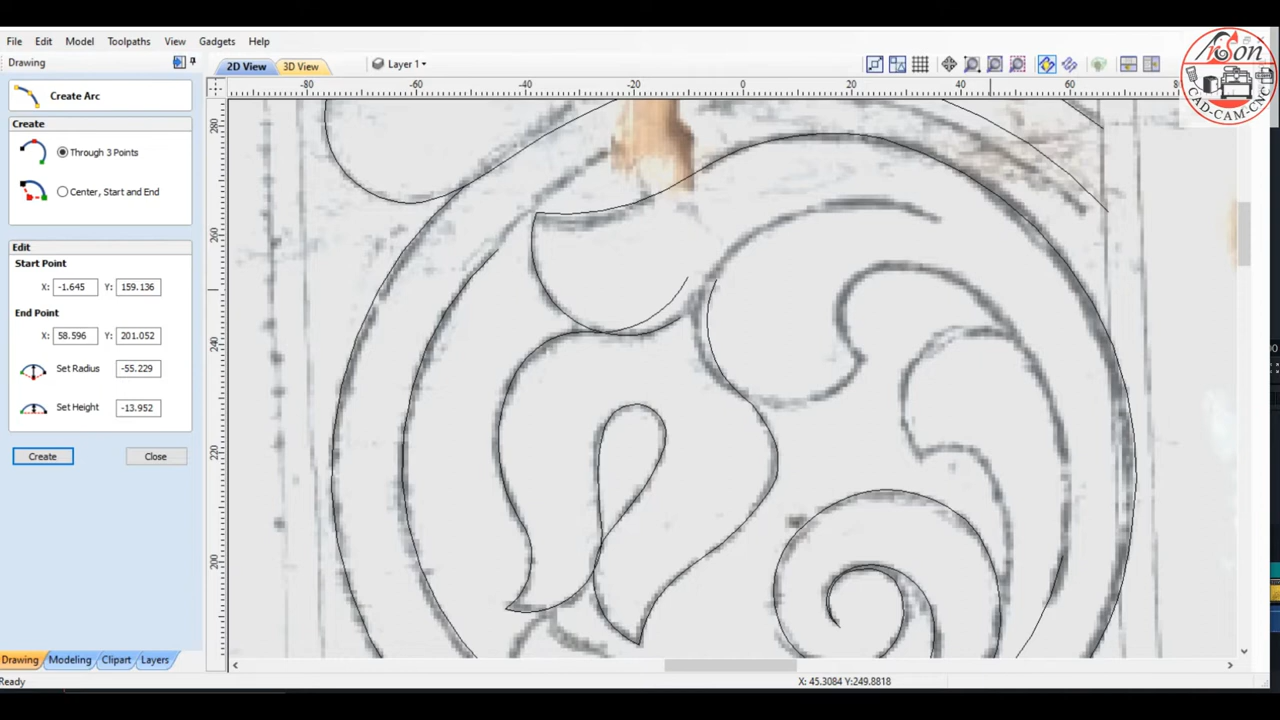 File Edit Model Toolpaths View Gadgets Help
Drawing
2D View 3D View Layer 1
Create Arc
Create
Through 3 Points
Center, Start and End
Edit
Start Point
X: -1.645 Y: 159.136
End Point
X: 58.596 Y: 201.052
Set Radius -55.229
Set Height -13.952
Create Close
Drawing Modeling Clipart Layers
Ready X: 45.3084 Y:249.8818
-80 -60 -40 -20 0 20 40 60
280
260
240
220
200
CAD-CAM-CNC